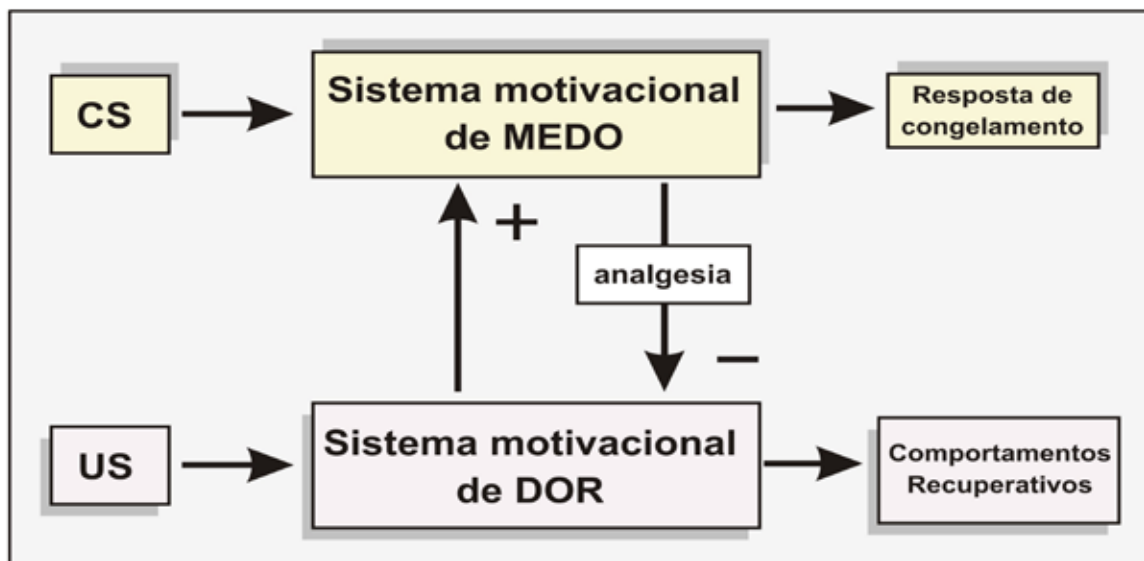 CS
Sistema motivacional
de MEDO
Resposta de
congelamento
+
analgesia
−
US
Sistema motivacional
de DOR
Comportamentos
Recuperativos